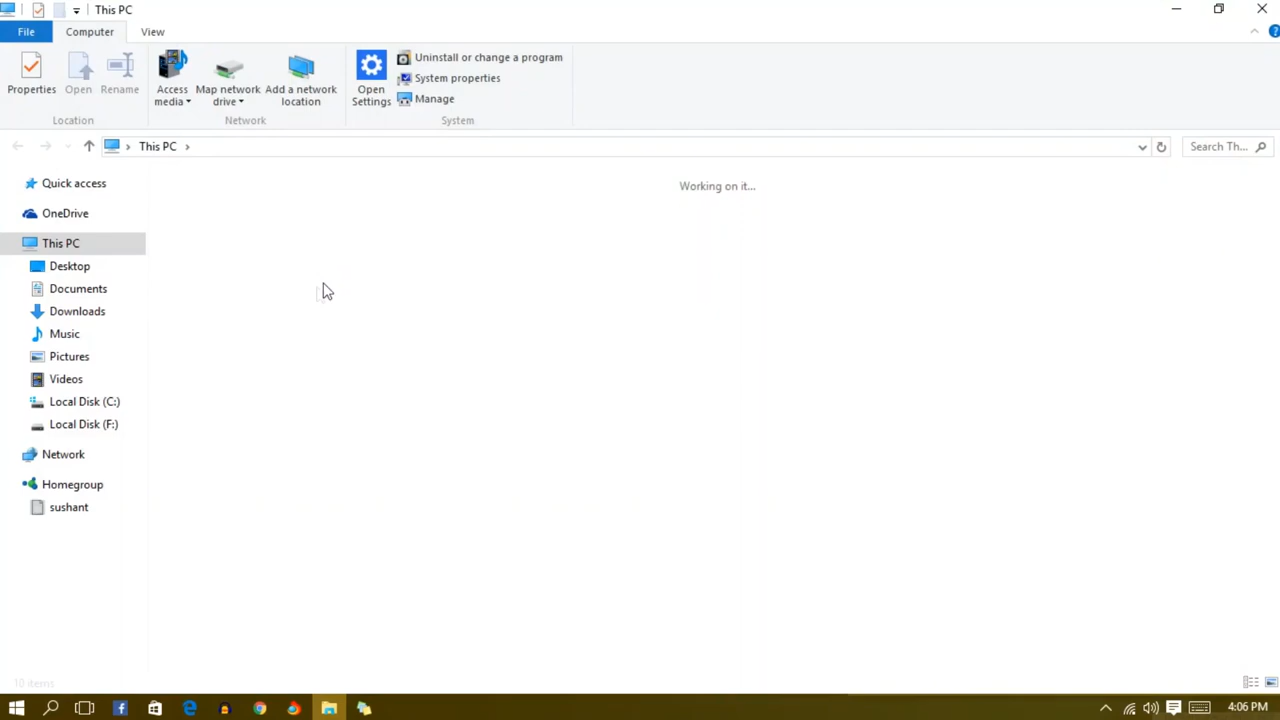 This PC
File
Computer
View
Properties
Open
Rename
Access media
Map network drive
Add a network location
Open Settings
Uninstall or change a program
System properties
Manage
Location
Network
System
This PC
Search Th...
Quick access
Working on it...
OneDrive
This PC
Desktop
Documents
Downloads
Music
Pictures
Videos
Local Disk (C:)
Local Disk (F:)
Network
Homegroup
sushant
10 items
4:06 PM